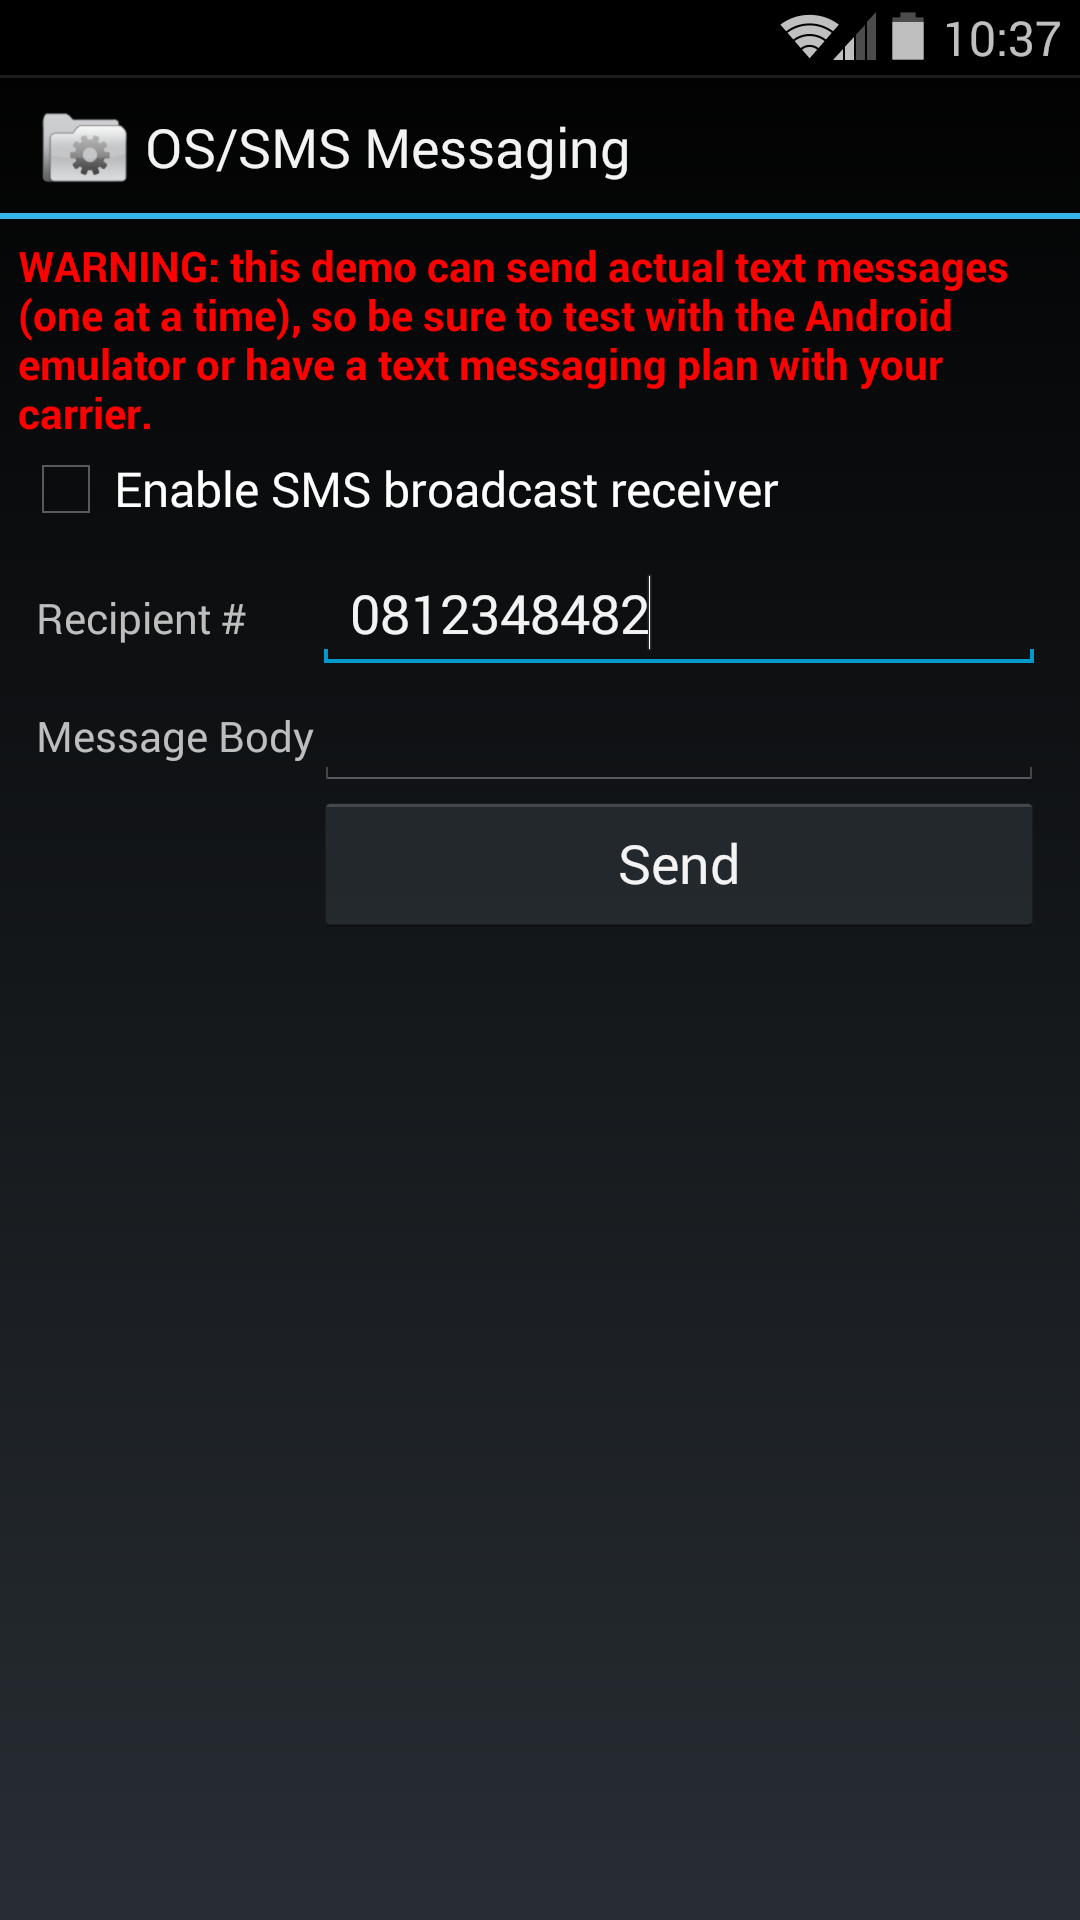 10:37
OS/SMS Messaging
WARNING: this demo can send actual text messages
(one at a time), so be sure to test with the Android
emulator or have a text messaging plan with your
carrier.
Enable SMS broadcast receiver
Recipient # 0812348482
Message Body
Send